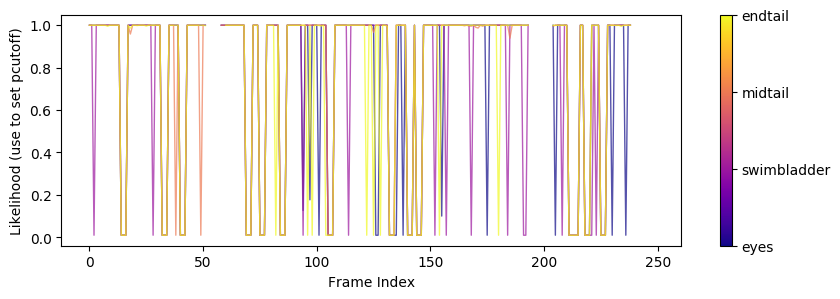 Likelihood (use to set pcutoff)
1.0
0.8
0.6
0.4
0.2
0.0
0
50
100
150
200
250
Frame Index
endtail
midtail
swimbladder
eyes